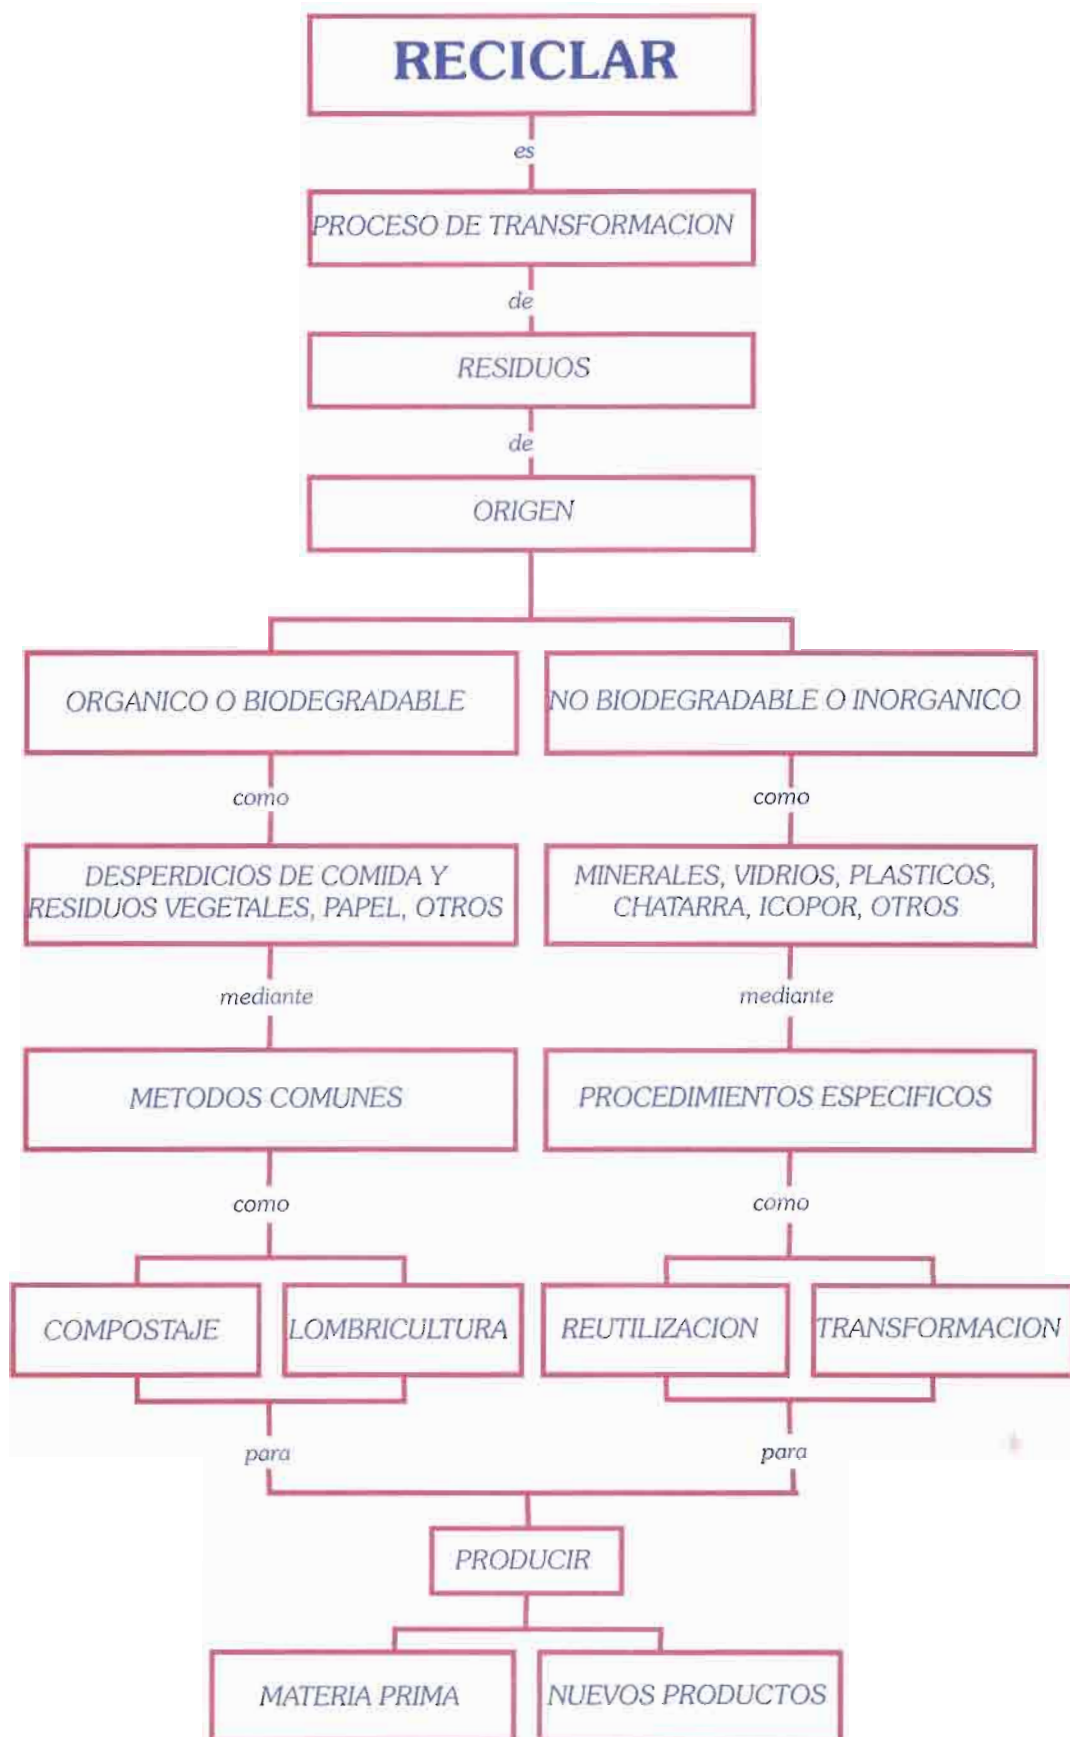 RECICLAR
es
PROCESO DE TRANSFORMACION
de
RESIDUOS
de
ORIGEN
ORGANICO O BIODEGRADABLE
NO BIODEGRADABLE O INORGANICO
como
como
DESPERDICIOS DE COMIDA Y
RESIDUOS VEGETALES, PAPEL, OTROS
MINERALES, VIDRIOS, PLASTICOS,
CHATARRA, ICOPOR, OTROS
mediante
mediante
METODOS COMUNES
PROCEDIMIENTOS ESPECIFICOS
como
como
COMPOSTAJE
LOMBRICULTURA
REUTILIZACION
TRANSFORMACION
para
para
PRODUCIR
MATERIA PRIMA
NUEVOS PRODUCTOS